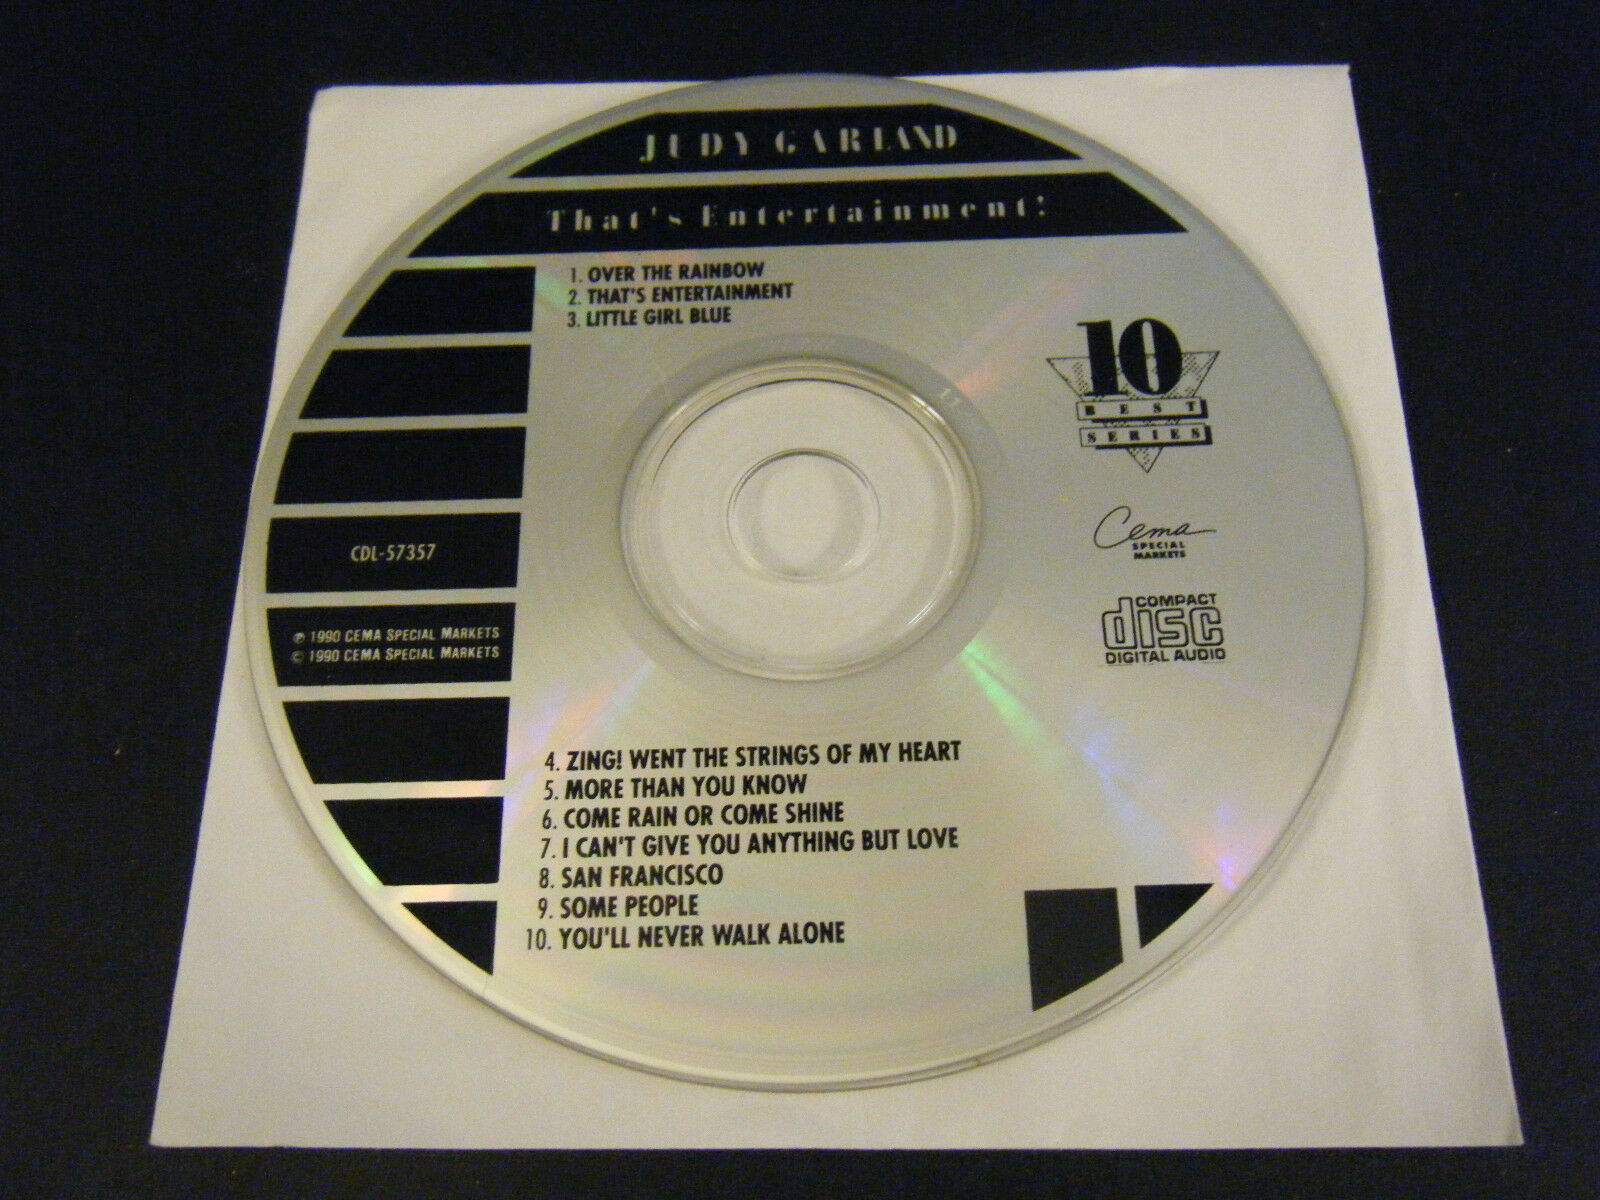 JUDY GARLAND
That's Entertainment!
1. OVER THE RAINBOW
2. THAT'S ENTERTAINMENT
3. LITTLE GIRL BLUE
10
BEST
SERIES
Cema
SPECIAL
MARKETS
CDL-57357
COMPACT
disc
DIGITAL AUDIO
℗ 1990 CEMA SPECIAL MARKETS
© 1990 CEMA SPECIAL MARKETS
4. ZING! WENT THE STRINGS OF MY HEART
5. MORE THAN YOU KNOW
6. COME RAIN OR COME SHINE
7. I CAN'T GIVE YOU ANYTHING BUT LOVE
8. SAN FRANCISCO
9. SOME PEOPLE
10. YOU'LL NEVER WALK ALONE